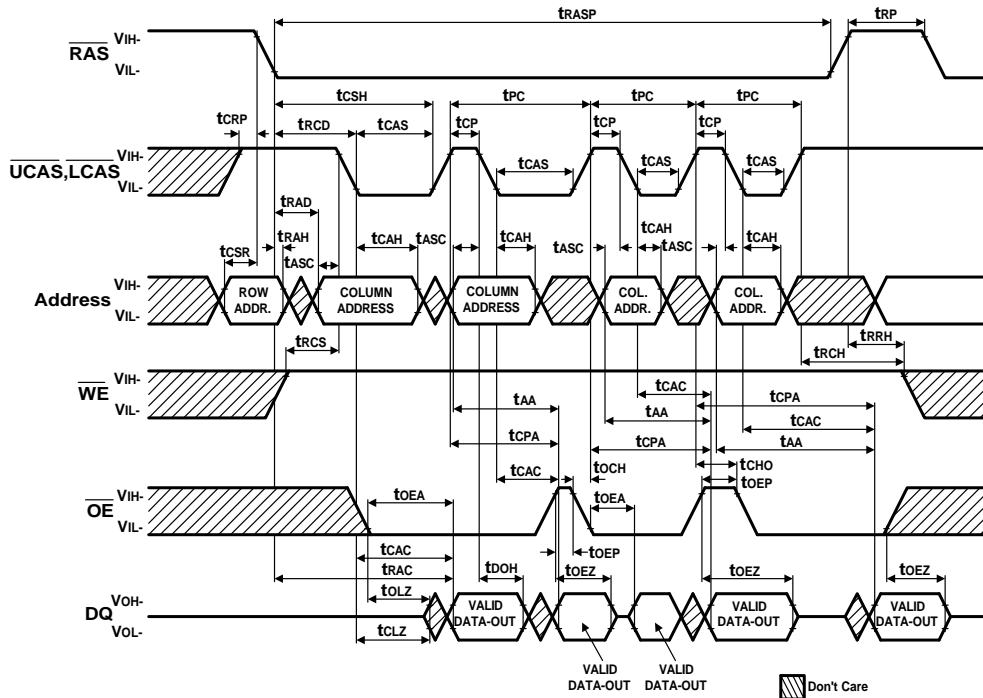 tRASP tRP
VIH-
RAS
VIL-
tCSH tPC tPC tPC
tCRP
tRCD tCAS tCP tCP tCP
VIH-
UCAS,LCAS
VIL-
tCAS tCAS tCAS
tRAD
tCSR tRAH tASC tCAH tASC tCAH tASC tCAH tASC tCAH
VIH-
Address
VIL-
ROW ADDR.
COLUMN ADDRESS
COLUMN ADDRESS
COL. ADDR.
COL. ADDR.
tRCS tRRH
tRCH
VIH-
WE
VIL-
tCAC tCPA
tAA tAA tCAC
tCPA tCPA tAA
tCAC tOCH tCHO
tOEP
VIH-
OE
VIL-
tOEA tOEA
tOEP
tCAC
tRAC tDOH tOEZ tOEZ tOEZ
tOLZ
VOH-
DQ
VOL-
tCLZ
VALID DATA-OUT
VALID DATA-OUT
VALID DATA-OUT
VALID DATA-OUT
VALID DATA-OUT
Don't Care